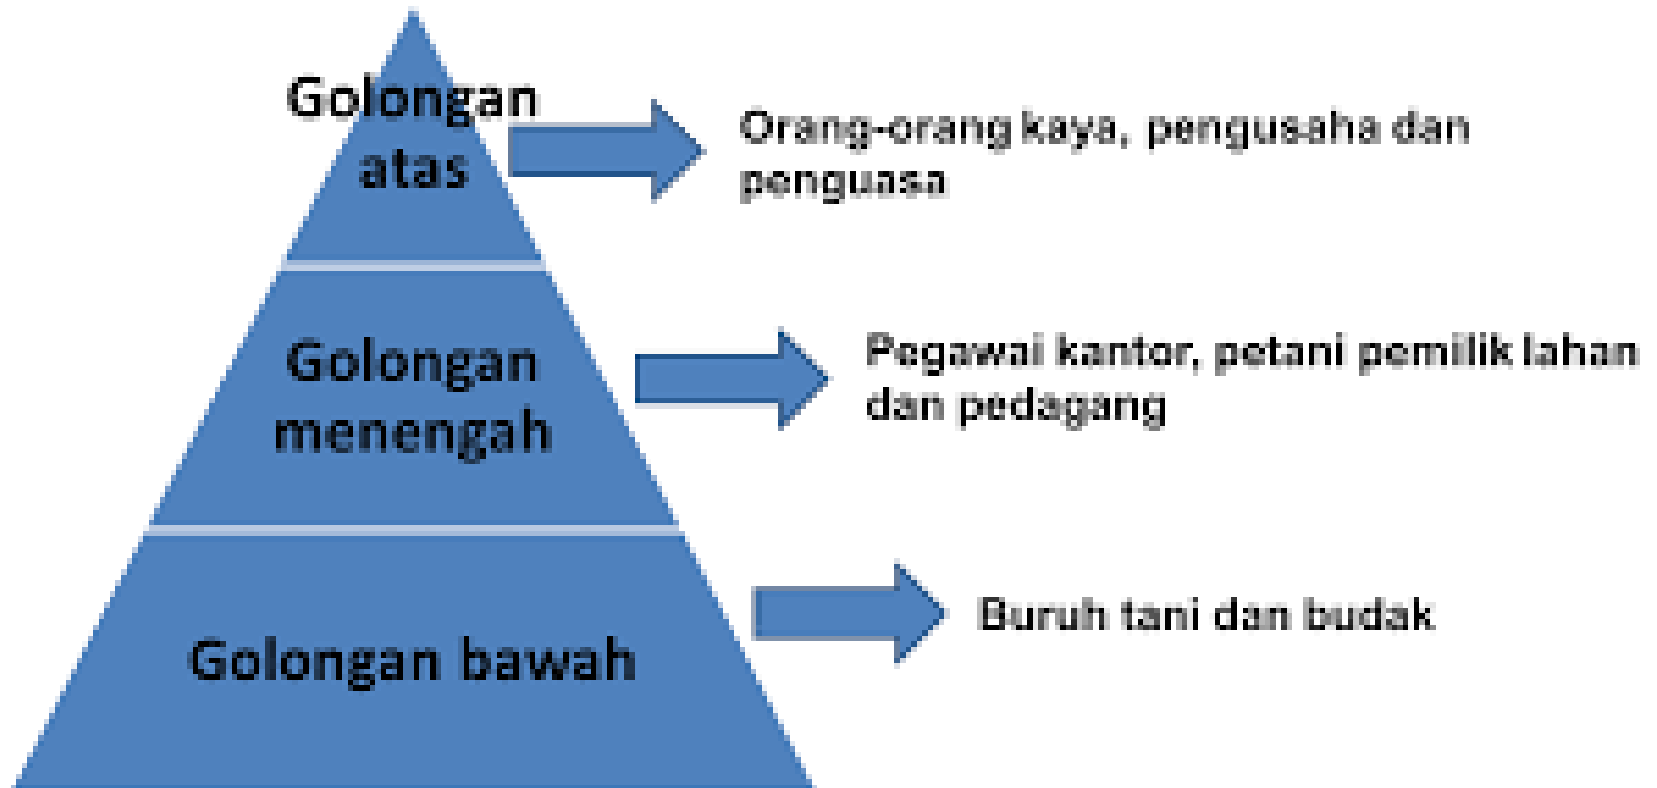 Golongan
atas
Orang-orang kaya, pengusaha dan
penguasa
Golongan
menengah
Pegawai kantor, petani pemilik lahan
dan pedagang
Golongan bawah
Buruh tani dan budak